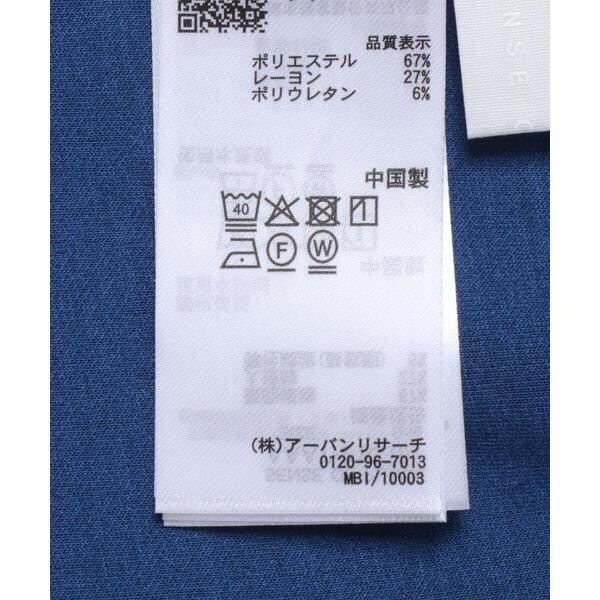 品質表示
ポリエステル 67%
レーヨン 27%
ポリウレタン 6%
中国製
40
F W
(株)アーバンリサーチ
0120-96-7013
MBI/10003